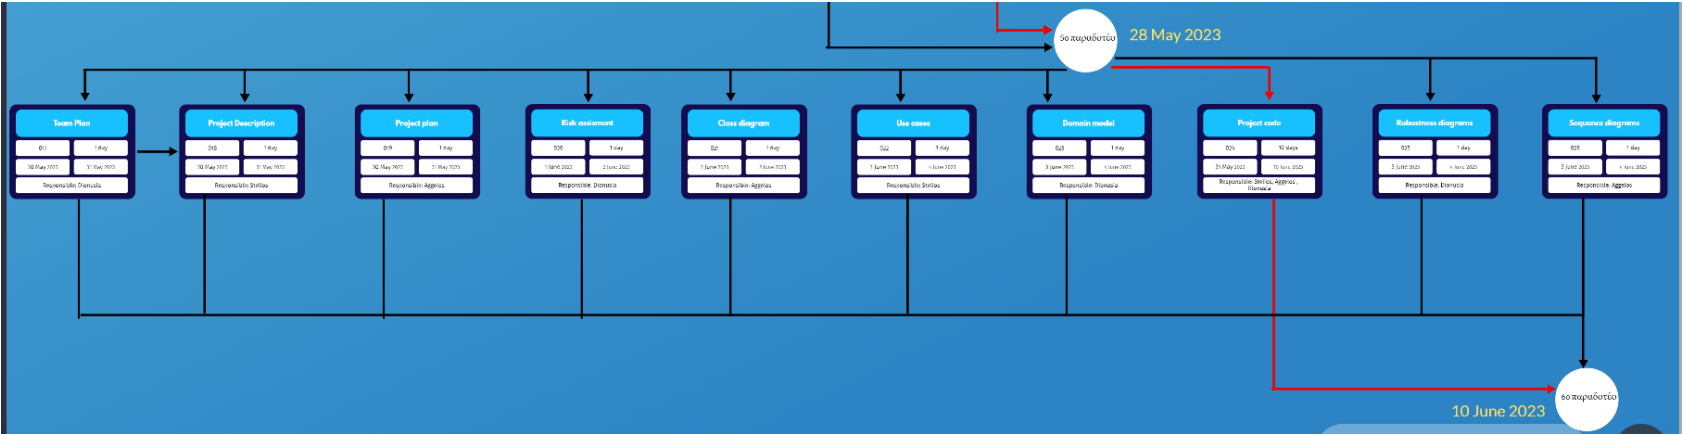 5ο παραδοτέο
28 May 2023
Team Plan
017
1 day
30 May 2023
31 May 2023
Responsible: Dionusia
Project Description
018
1 day
30 May 2023
31 May 2023
Responsible: Stelios
Project plan
019
1 day
30 May 2023
31 May 2023
Responsible: Aggelos
Risk assisment
020
1 day
1 June 2023
2 June 2023
Responsible: Dionusia
Class diagram
021
1 day
1 June 2023
2 June 2023
Responsible: Aggelos
Use cases
022
1 day
1 June 2023
4 June 2023
Responsible: Stelios
Domain model
023
1 day
3 June 2023
4 June 2023
Responsible: Dionusia
Project code
024
10 days
31 May 2023
10 June 2023
Responsible: Stelios, Aggelos,
Dionusia
Robustness diagrams
025
1 day
3 June 2023
4 June 2023
Responsible: Dionusia
Sequence diagrams
026
1 day
3 June 2023
4 June 2023
Responsible: Aggelos
6ο παραδοτέο
10 June 2023